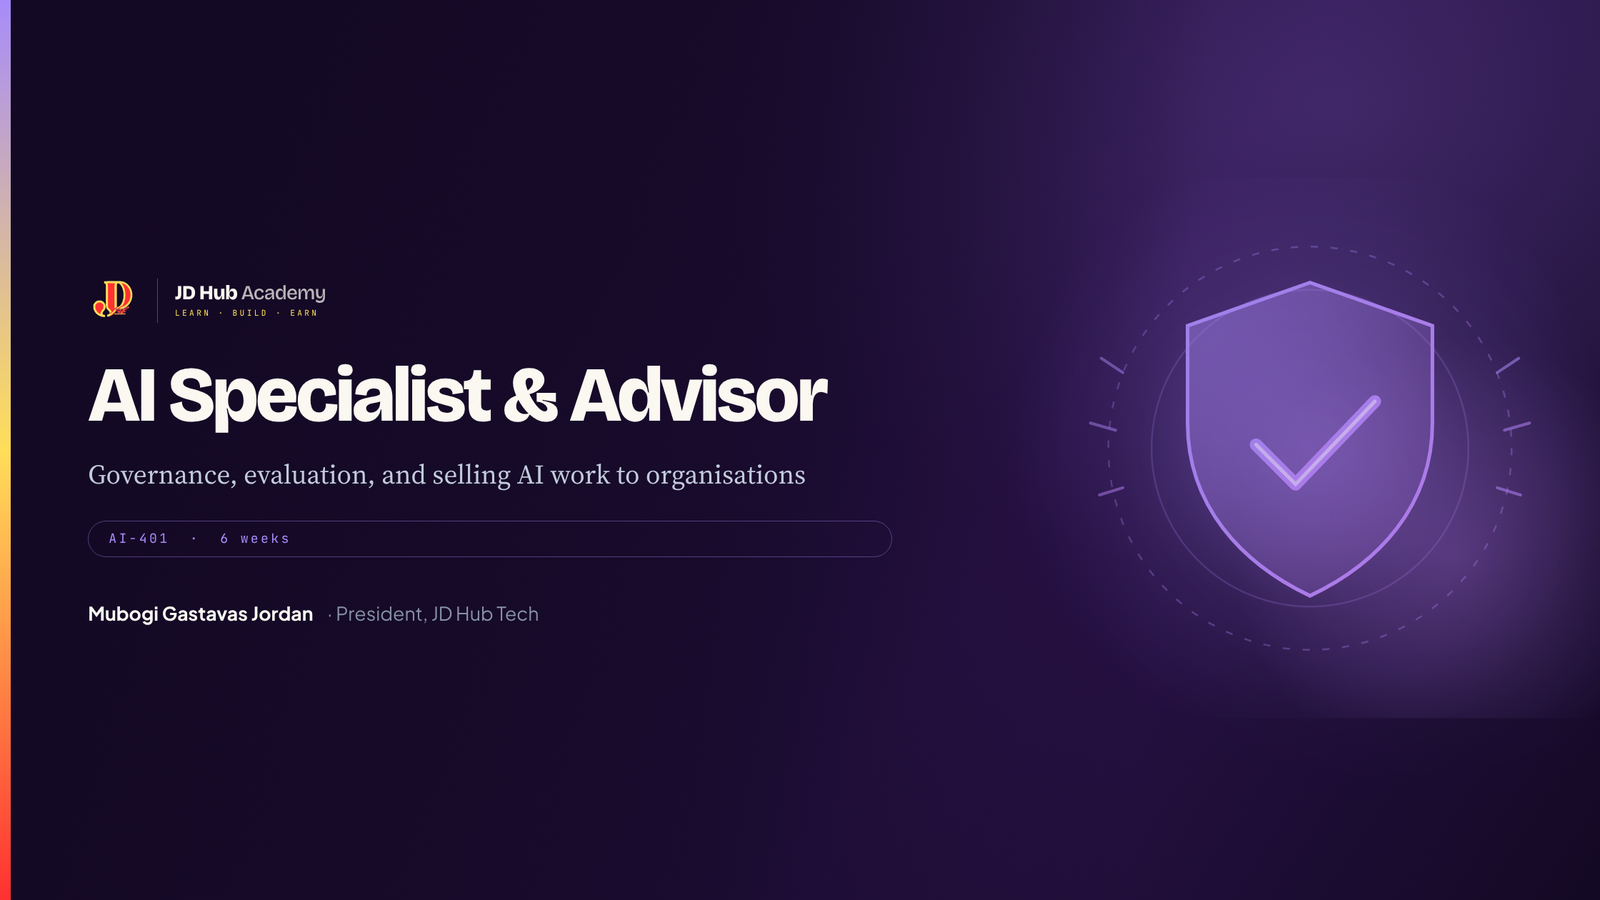 JD
JD Hub Academy
LEARN · BUILD · EARN
AI Specialist & Advisor
Governance, evaluation, and selling AI work to organisations
AI-401 · 6 weeks
Mubogi Gastavas Jordan · President, JD Hub Tech